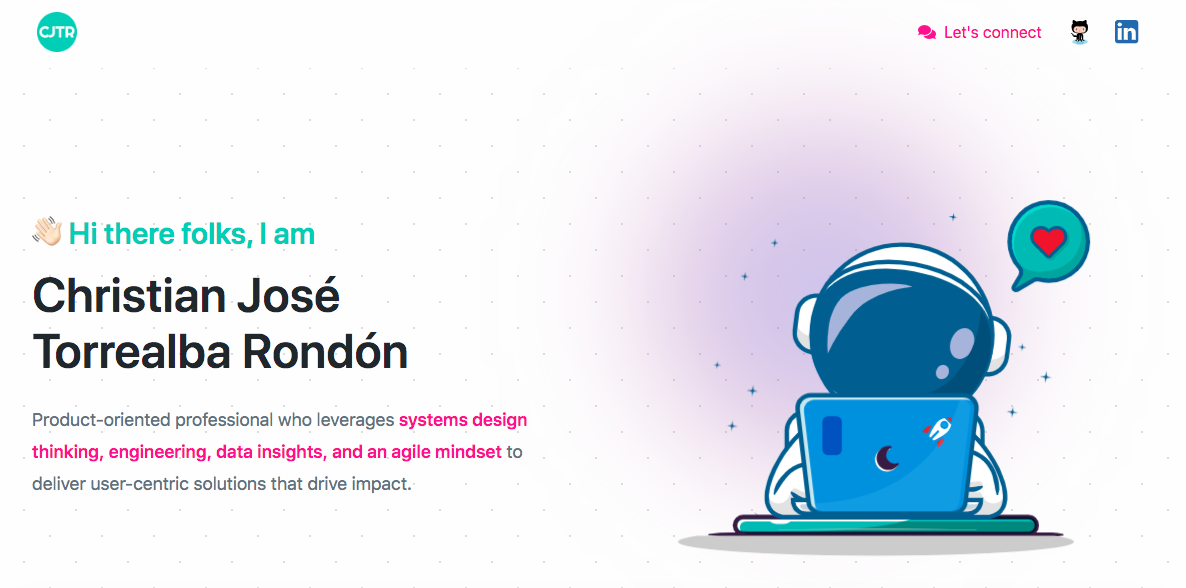 CJTR
Let's connect
in
👋🏻 Hi there folks, I am
Christian José
Torrealba Rondón
Product-oriented professional who leverages systems design
thinking, engineering, data insights, and an agile mindset to
deliver user-centric solutions that drive impact.